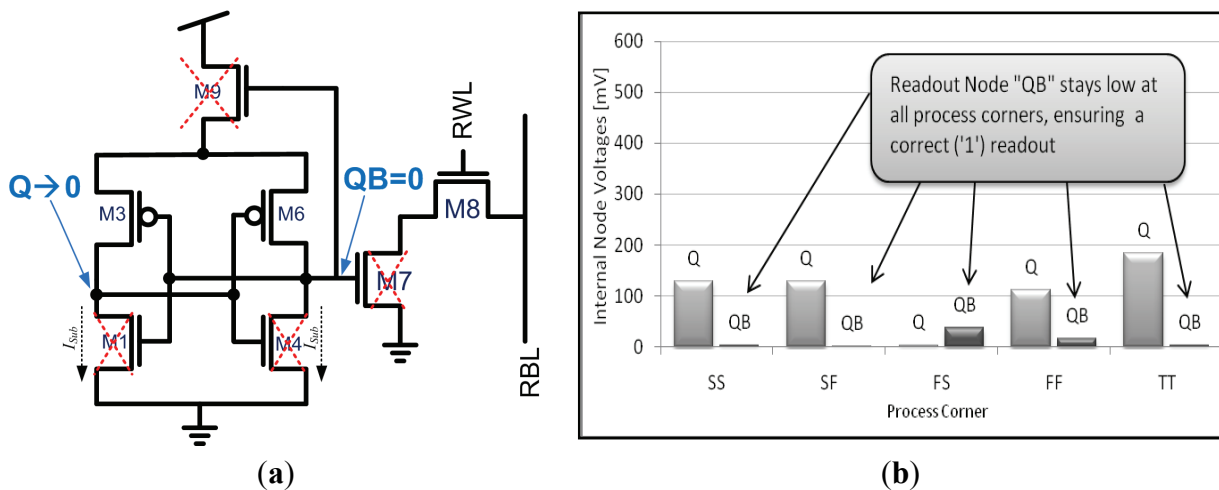 M9
RWL
Q→0
QB=0
M3
M6
M8
M7
I_Sub
M1
M4
I_Sub
RBL
(a)
Internal Node Voltages [mV]
600
500
400
300
200
100
0
Readout Node "QB" stays low at
all process corners, ensuring a
correct ('1') readout
Q
QB
Q
QB
Q
QB
Q
QB
Q
QB
SS
SF
FS
FF
TT
Process Corner
(b)